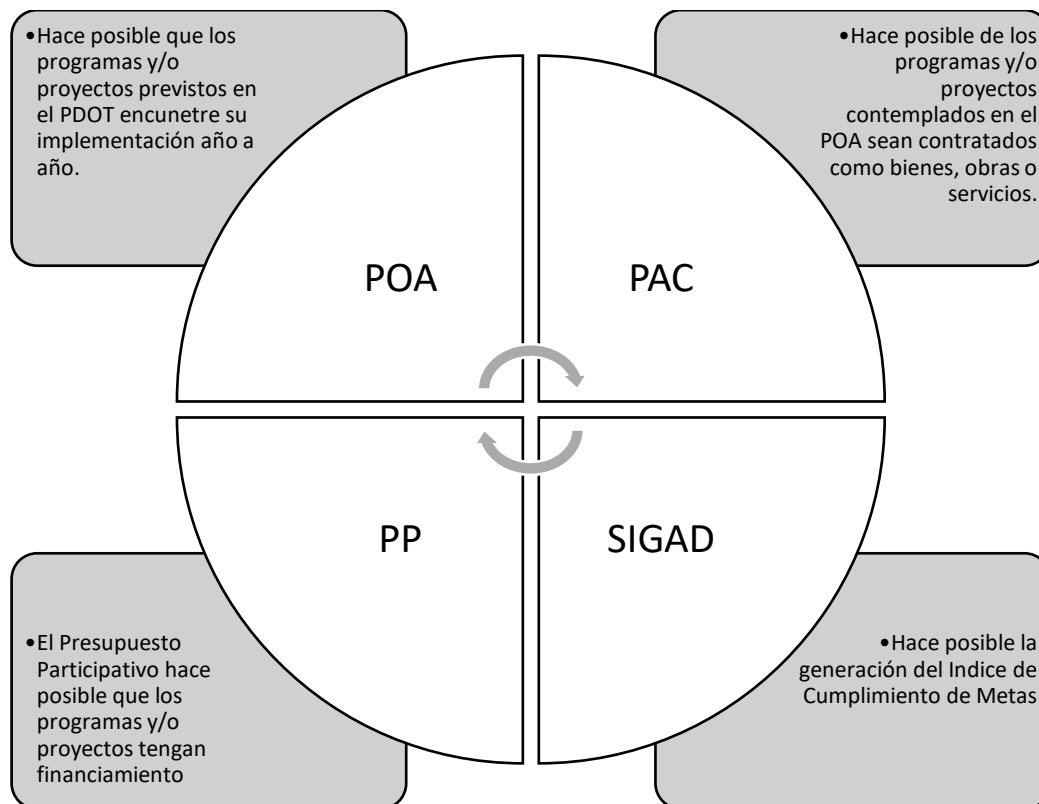 •Hace posible que los
programas y/o
proyectos previstos en
el PDOT encunetre su
implementación año a
año.
•Hace posible de los
programas y/o
proyectos
contemplados en el
POA sean contratados
como bienes, obras o
servicios.
POA
PAC
PP
SIGAD
•El Presupuesto
Participativo hace
posible que los
programas y/o
proyectos tengan
financiamiento
•Hace posible la
generación del Indice de
Cumplimiento de Metas